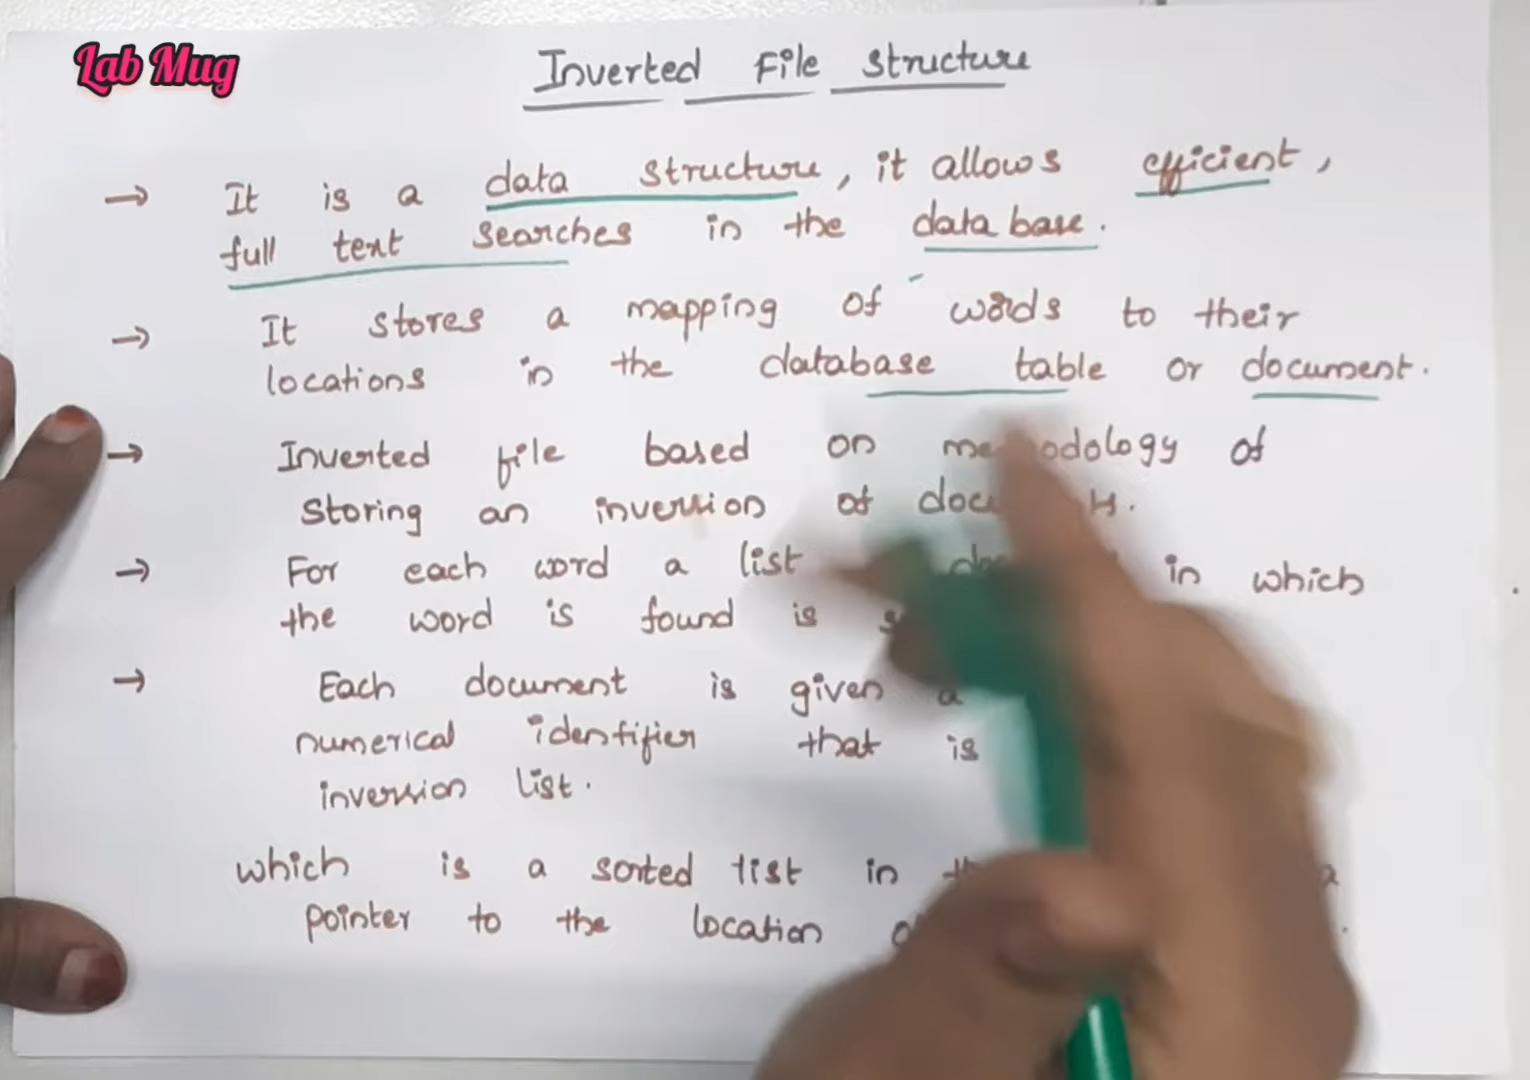 Lab Mug
Inverted File Structure
→ It is a data structure, it allows efficient,
full text searches in the data base.
→ It stores a mapping of words to their
locations in the database table or document.
→ Inverted file based on methodology of
storing an inversion of
→ For each word a list in which
the word is found is
→ Each document is given a
numerical identifier that is
inversion list.
which is a sorted list in
pointer to the location